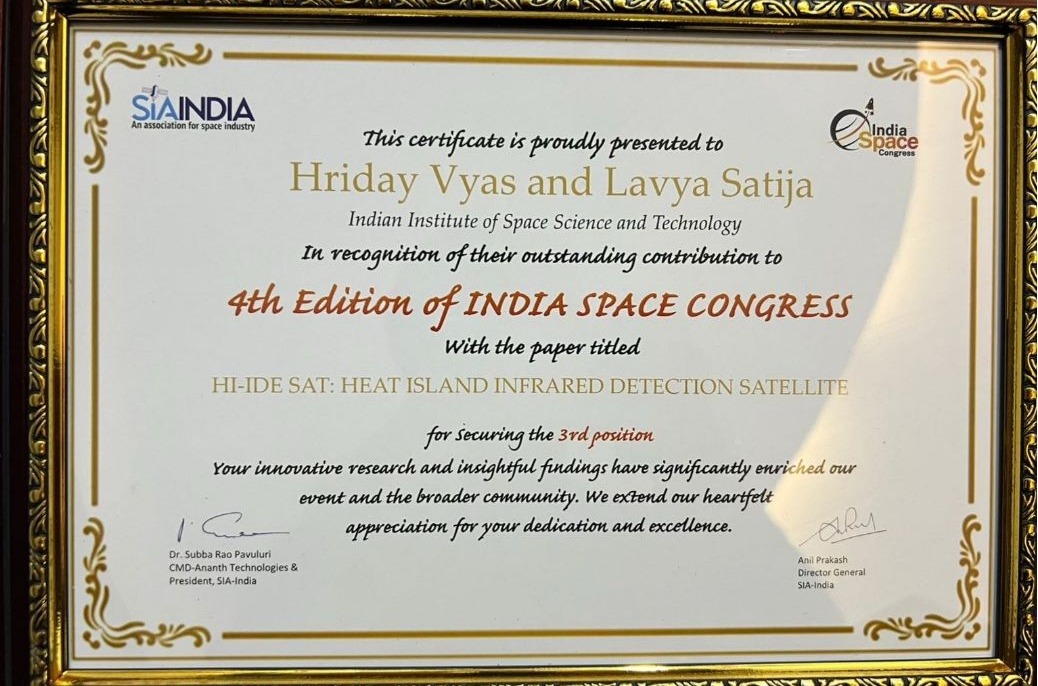 SiAINDIA
An association for space industry
India
Space
Congress
This certificate is proudly presented to
Hriday Vyas and Lavya Satija
Indian Institute of Space Science and Technology
In recognition of their outstanding contribution to
4th Edition of INDIA SPACE CONGRESS
With the paper titled
HI-IDE SAT: HEAT ISLAND INFRARED DETECTION SATELLITE
for securing the 3rd position
Your innovative research and insightful findings have significantly enriched our
event and the broader community. We extend our heartfelt
appreciation for your dedication and excellence.
Dr. Subba Rao Pavuluri
CMD-Ananth Technologies &
President, SIA-India
Anil Prakash
Director General
SIA-India